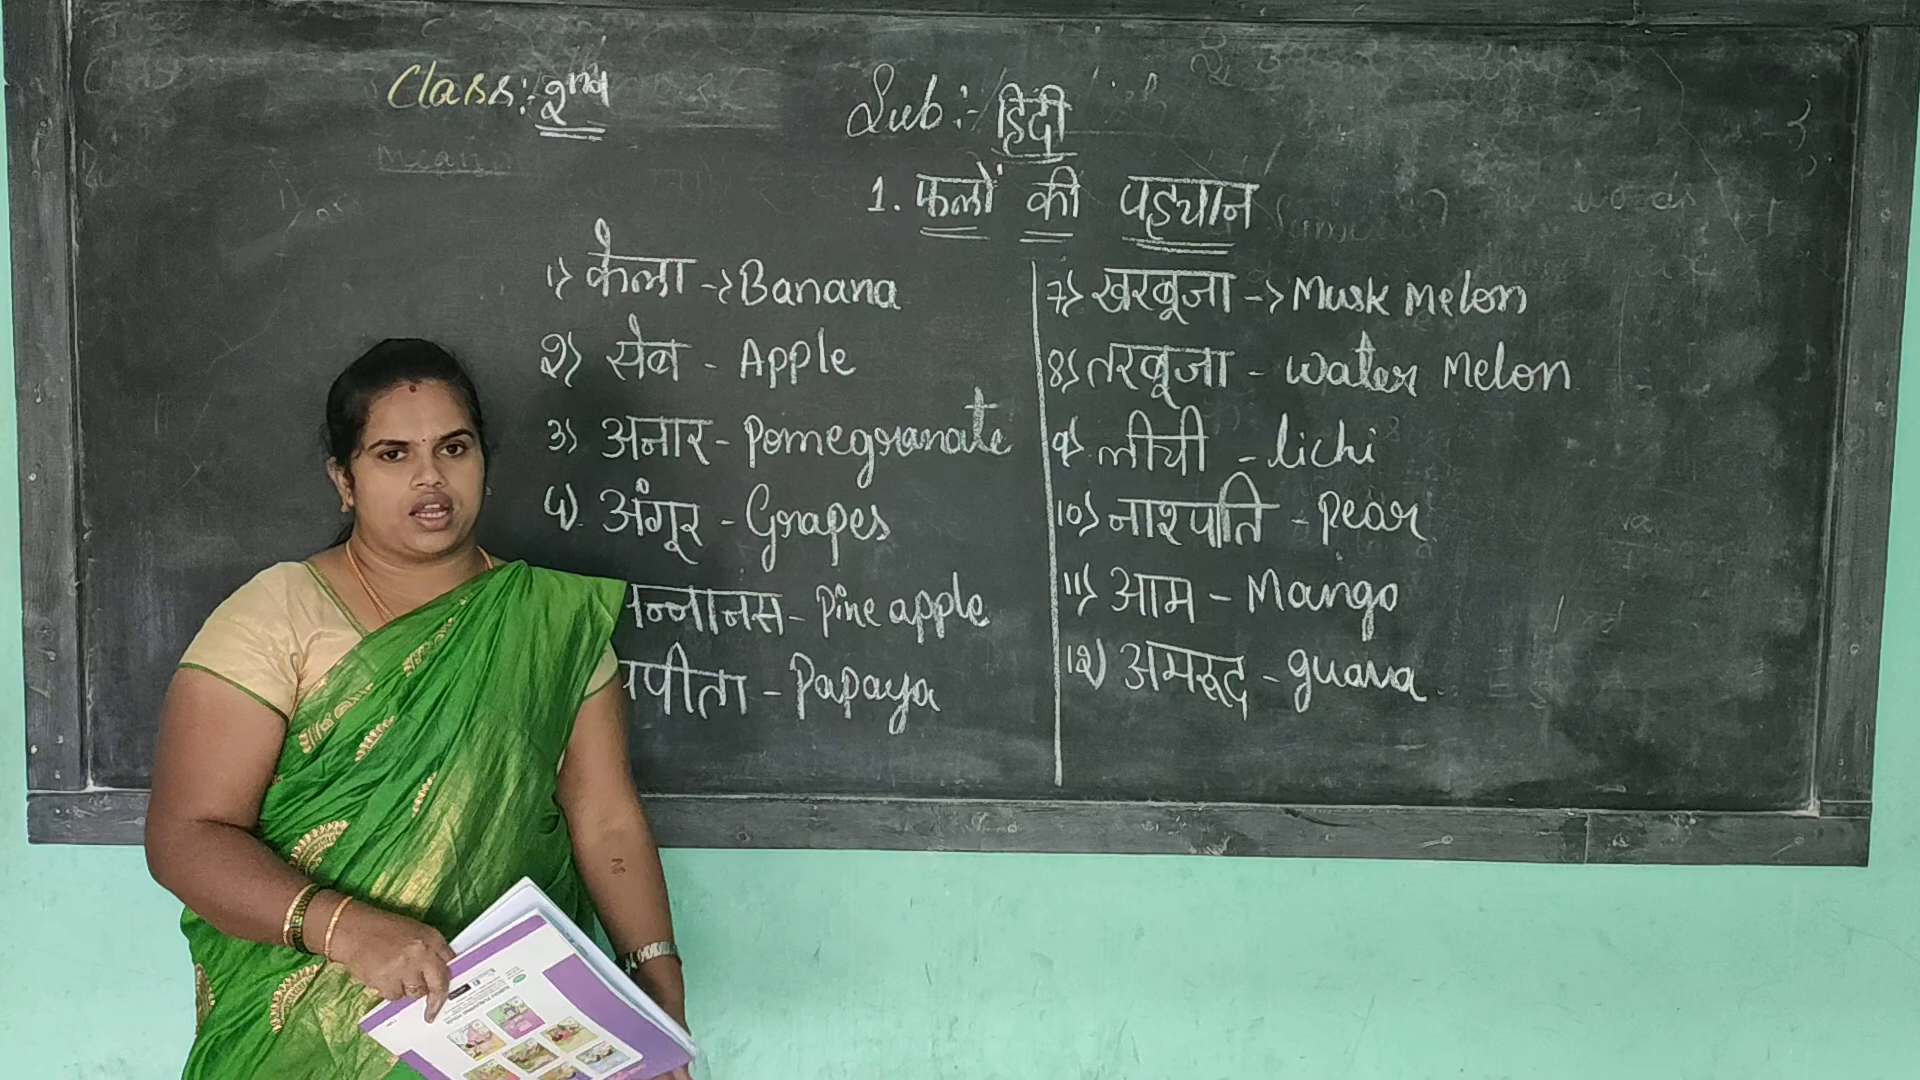 Class:- 2nd
Sub:- हिंदी
1. फलों की पहचान
1) केला -> Banana
2) सेब - Apple
3) अनार - Pomegranate
4) अंगूर - Grapes
न्नानस - Pine apple
पपीता - Papaya
7) खरबूजा -> Musk Melon
8) तरबूजा - water Melon
9) लीची - lichi
10) नाशपाति - pear
11) आम - Mango
12) अमरूद - guava